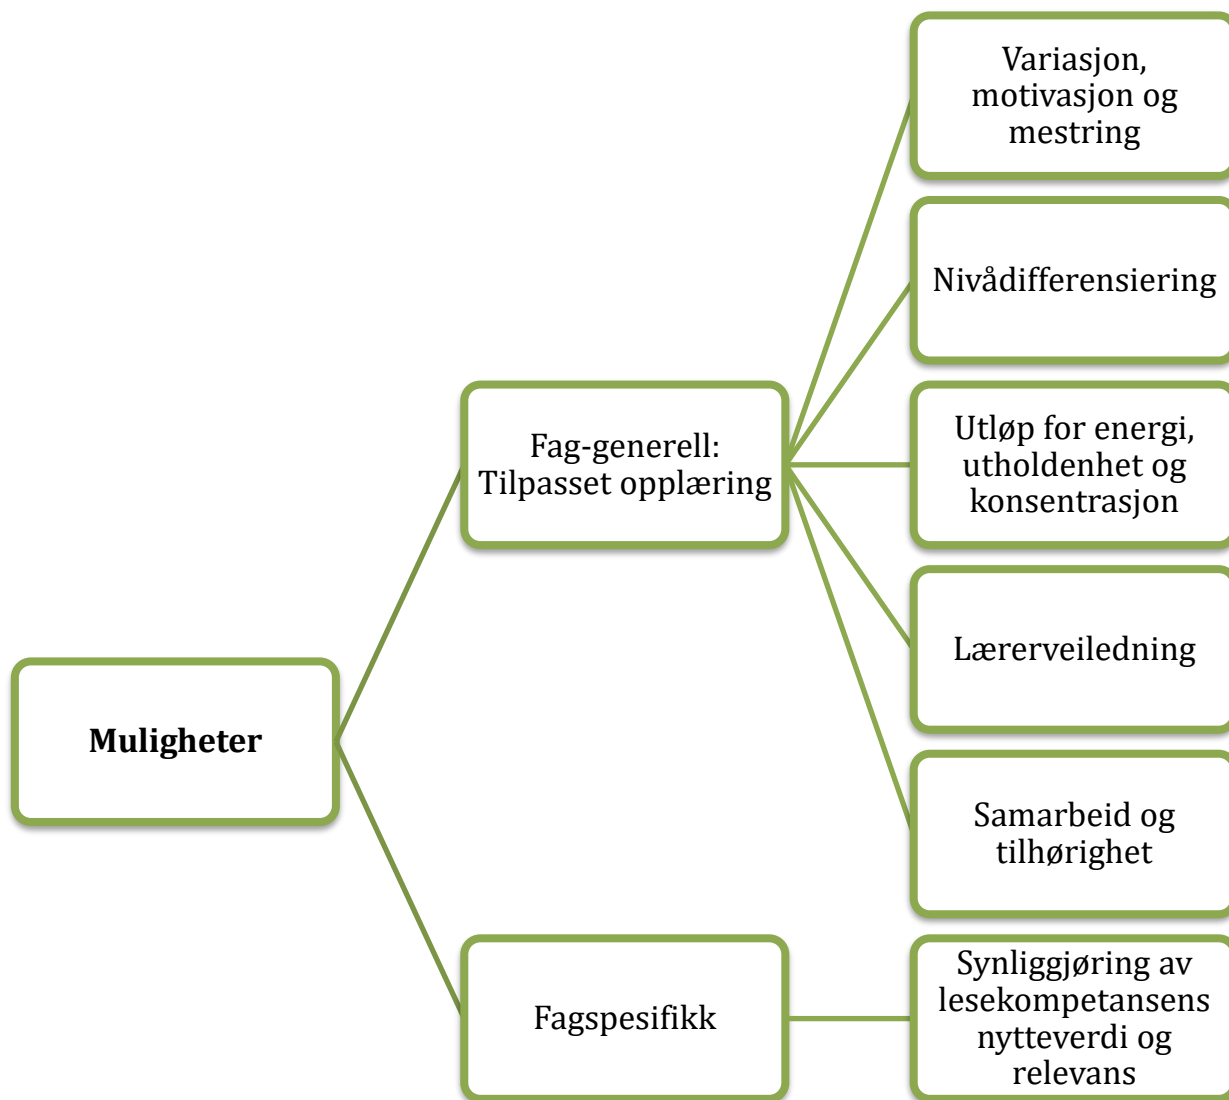 Variasjon,
motivasjon og
mestring
Nivådifferensiering
Fag-generell:
Tilpasset opplæring
Utløp for energi,
utholdenhet og
konsentrasjon
Lærerveiledning
Muligheter
Samarbeid og
tilhørighet
Fagspesifikk
Synliggjøring av
lesekompetansens
nytteverdi og
relevans